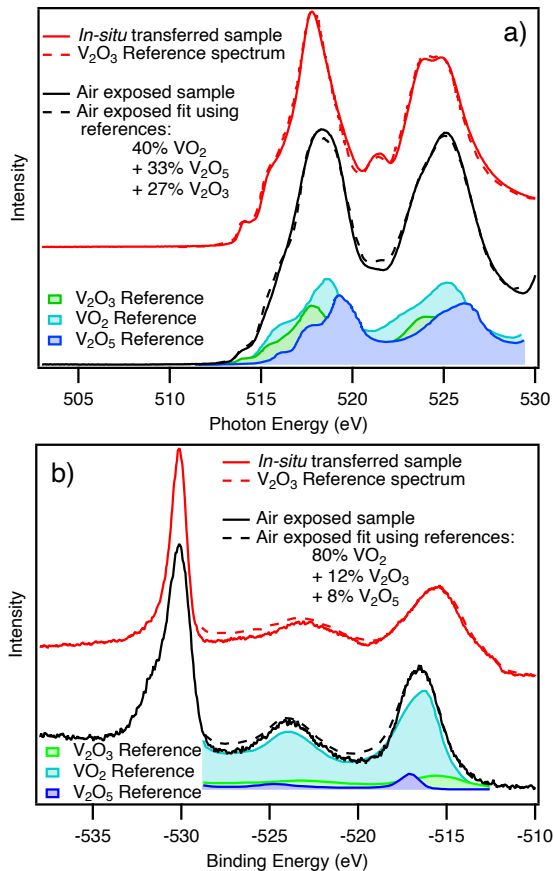 a)
In-situ transferred sample
V₂O₃ Reference spectrum
Air exposed sample
Air exposed fit using
references:
40% VO₂
+ 33% V₂O₅
+ 27% V₂O₃
Intensity
V₂O₃ Reference
VO₂ Reference
V₂O₅ Reference
505 510 515 520 525 530
Photon Energy (eV)
b)
In-situ transferred sample
V₂O₃ Reference spectrum
Air exposed sample
Air exposed fit using references:
80% VO₂
+ 12% V₂O₃
+ 8% V₂O₅
Intensity
V₂O₃ Reference
VO₂ Reference
V₂O₅ Reference
-535 -530 -525 -520 -515 -510
Binding Energy (eV)